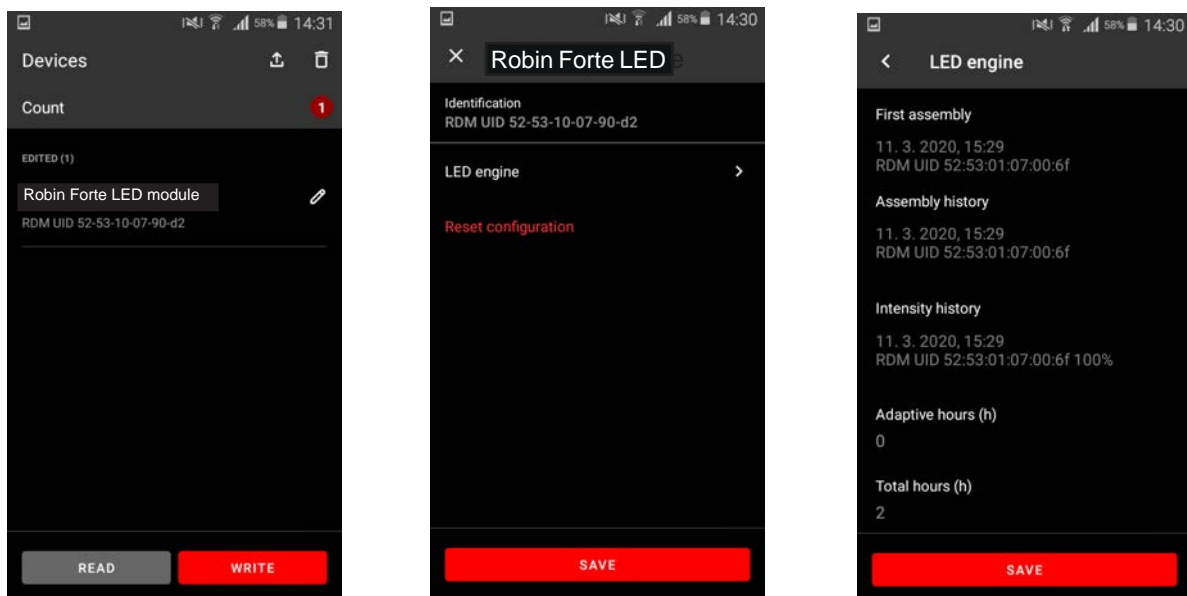 58% 14:31
Devices
Count
1
EDITED (1)
Robin Forte LED module
RDM UID 52-53-10-07-90-d2
READ
WRITE
58% 14:30
Robin Forte LED
Identification
RDM UID 52-53-10-07-90-d2
LED engine
Reset configuration
SAVE
58% 14:30
LED engine
First assembly
11. 3. 2020, 15:29
RDM UID 52:53:01:07:00:6f
Assembly history
11. 3. 2020, 15:29
RDM UID 52:53:01:07:00:6f
Intensity history
11. 3. 2020, 15:29
RDM UID 52:53:01:07:00:6f 100%
Adaptive hours (h)
0
Total hours (h)
2
SAVE